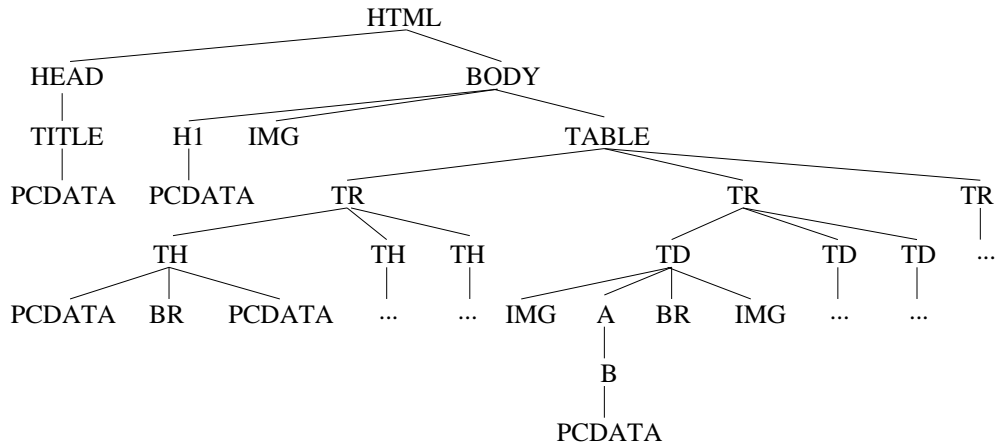 HTML
HEAD BODY
TITLE H1 IMG TABLE
PCDATA PCDATA TR TR TR
TH TH TH TD TD TD ...
PCDATA BR PCDATA ... ... IMG A BR IMG ... ...
B
PCDATA